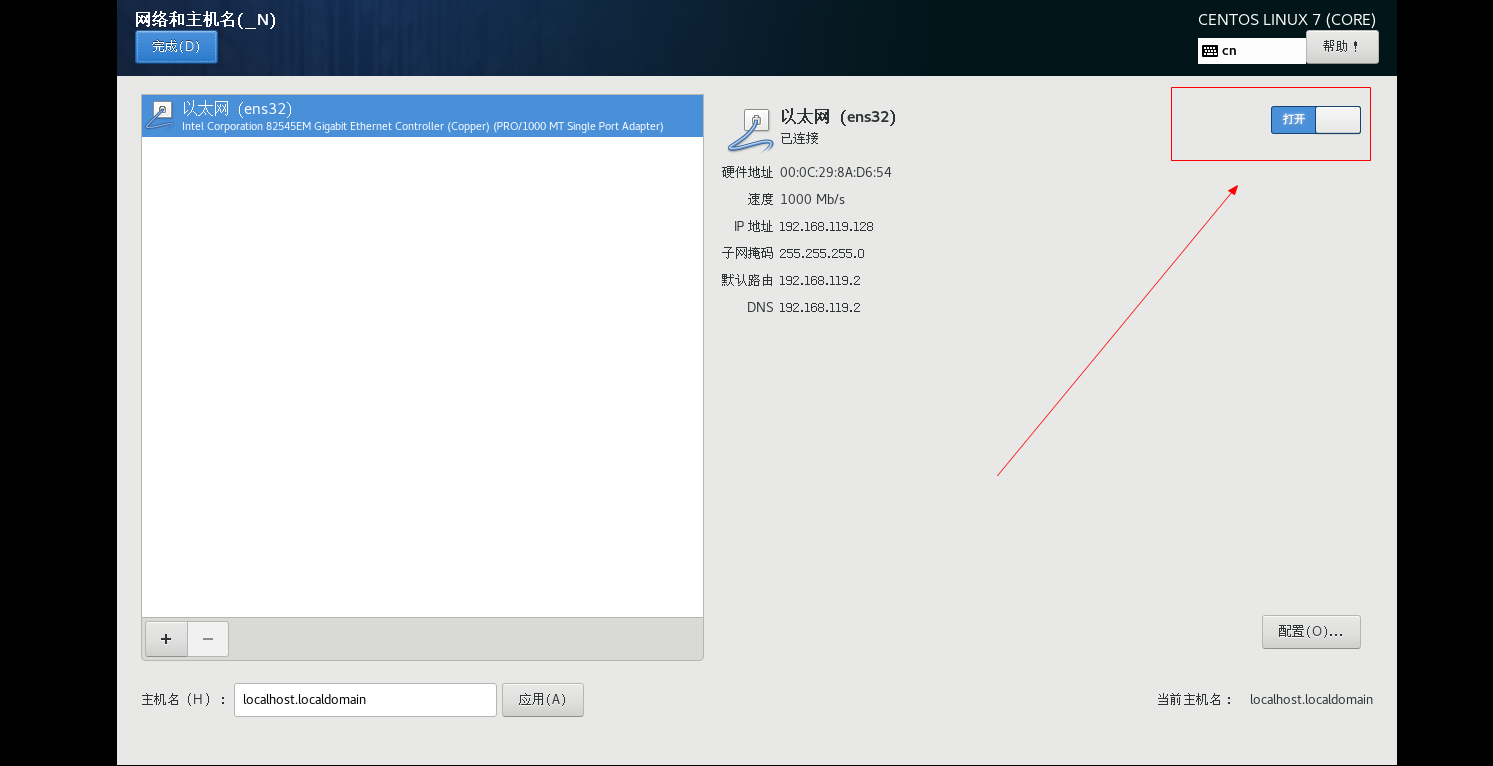 网络和主机名(_N)
CENTOS LINUX 7 (CORE)
完成(D)
cn
帮助！
以太网（ens32）
Intel Corporation 82545EM Gigabit Ethernet Controller (Copper) (PRO/1000 MT Single Port Adapter)
以太网（ens32）
已连接
打开
硬件地址 00:0C:29:8A:D6:54
速度 1000 Mb/s
IP 地址 192.168.119.128
子网掩码 255.255.255.0
默认路由 192.168.119.2
DNS 192.168.119.2
+ −
配置(O)...
主机名（H）： localhost.localdomain 应用(A)
当前主机名： localhost.localdomain